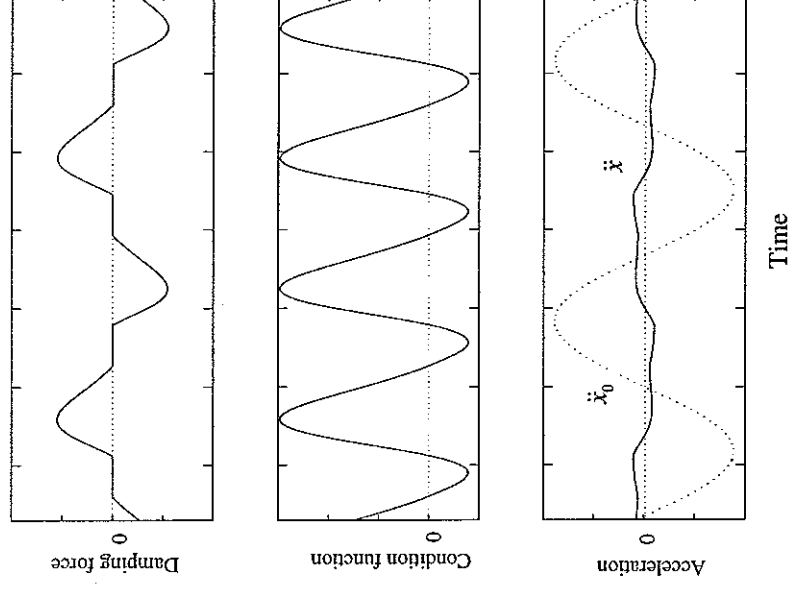 Damping force
0
Condition function
0
Acceleration
0
ẍ₀
ẍ
Time